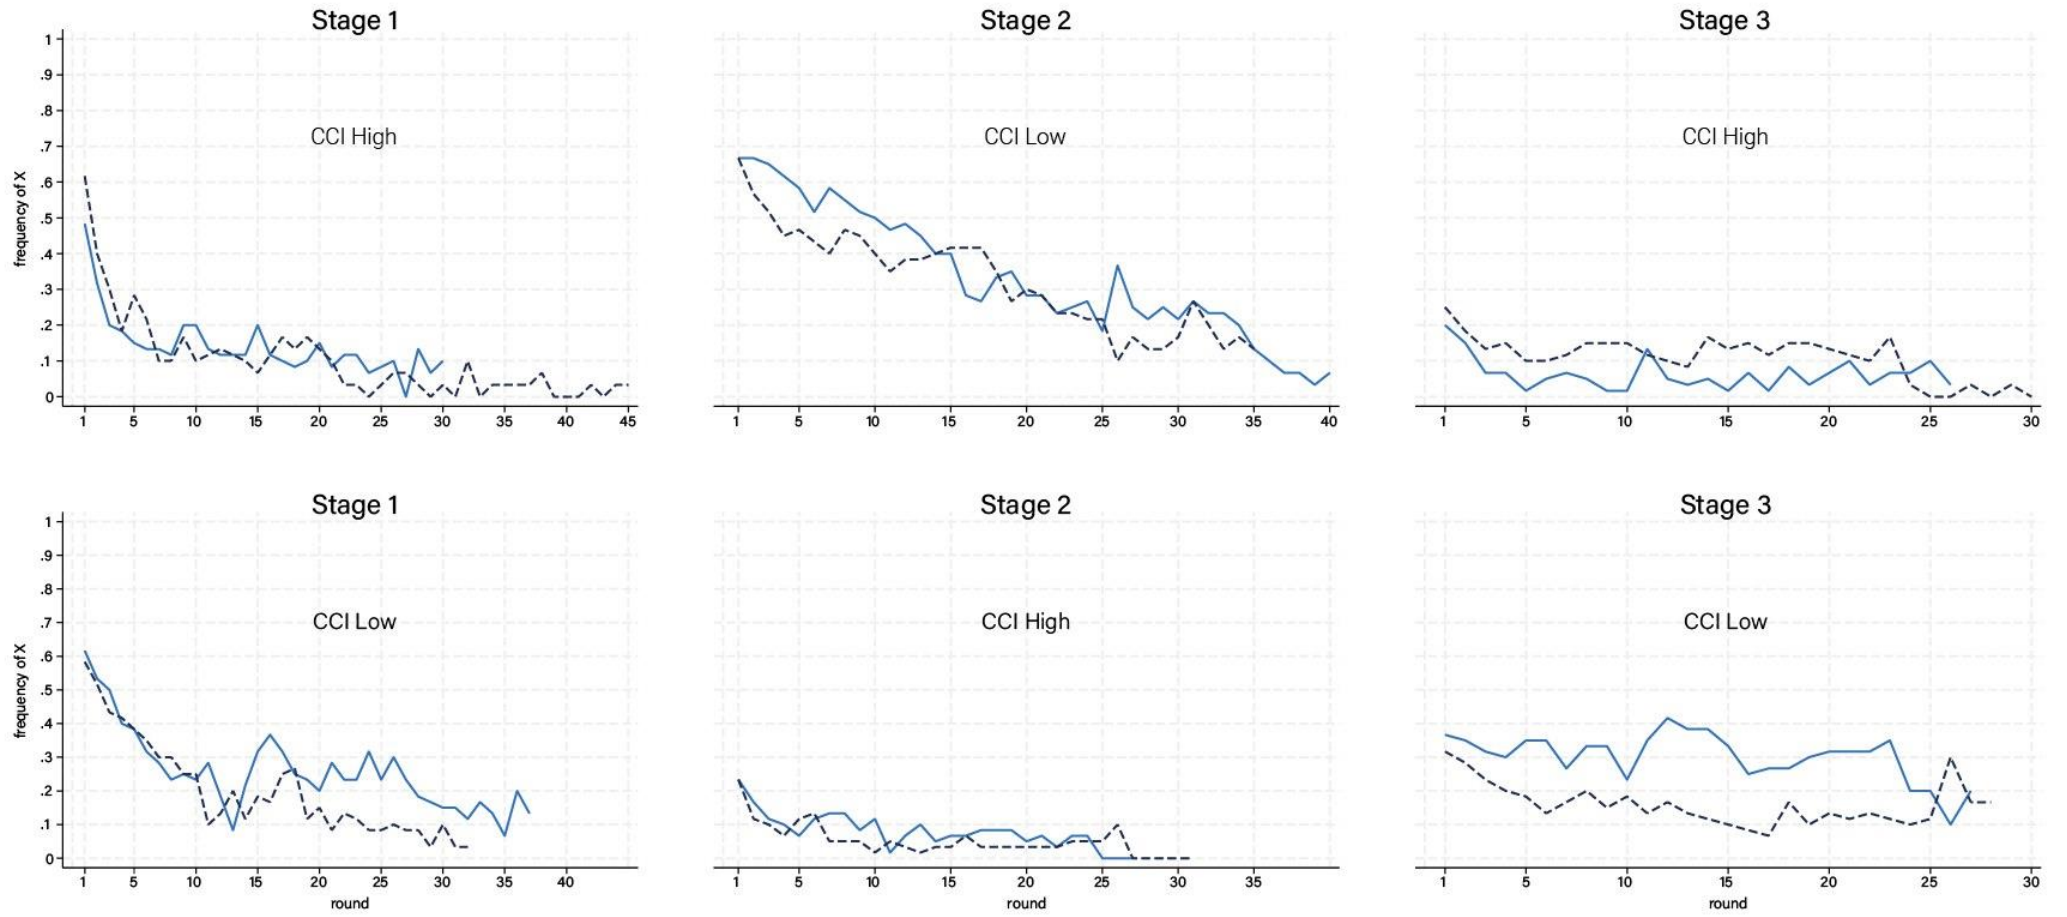 Stage 1
1
.9
.8
.7
.6
.5
.4
.3
.2
.1
0
frequency of X
CCI High
1 5 10 15 20 25 30 35 40 45
Stage 2
CCI Low
1 5 10 15 20 25 30 35 40
Stage 3
CCI High
1 5 10 15 20 25 30
Stage 1
1
.9
.8
.7
.6
.5
.4
.3
.2
.1
0
frequency of X
CCI Low
1 5 10 15 20 25 30 35 40
round
Stage 2
CCI High
1 5 10 15 20 25 30 35
round
Stage 3
CCI Low
1 5 10 15 20 25 30
round